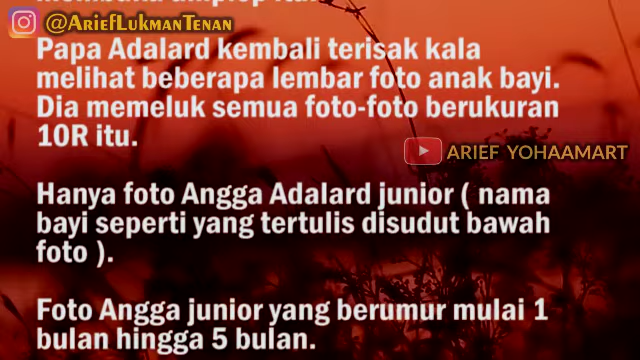 @AriefLukmanTenan
Papa Adalard kembali terisak kala
melihat beberapa lembar foto anak bayi.
Dia memeluk semua foto-foto berukuran
10R itu.
ARIEF YOHAAMART
Hanya foto Angga Adalard junior ( nama
bayi seperti yang tertulis disudut bawah
foto ).
Foto Angga junior yang berumur mulai 1
bulan hingga 5 bulan.